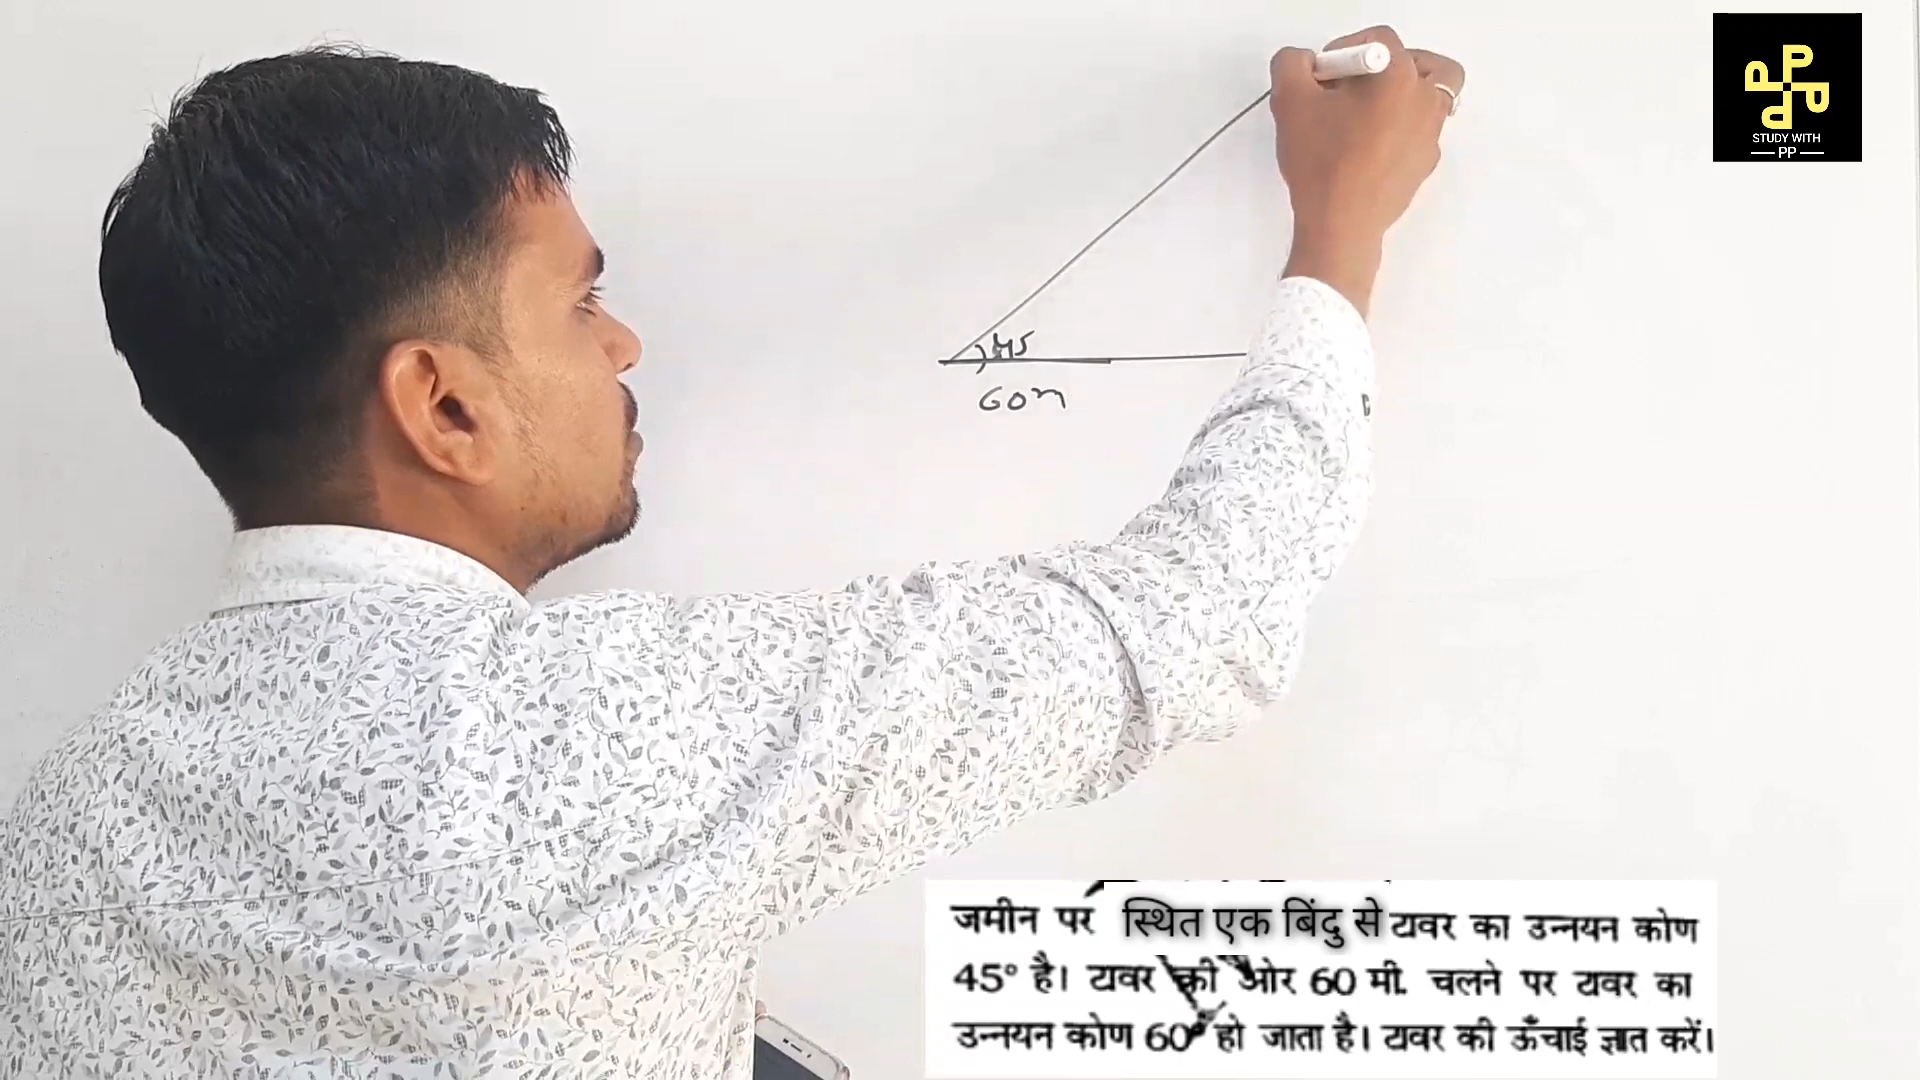 STUDY WITH
PP
45
60m
जमीन पर स्थित एक बिंदु से टावर का उन्नयन कोण
45° है। टावर की ओर 60 मी. चलने पर टावर का
उन्नयन कोण 60° हो जाता है। टावर की ऊँचाई ज्ञात करें।